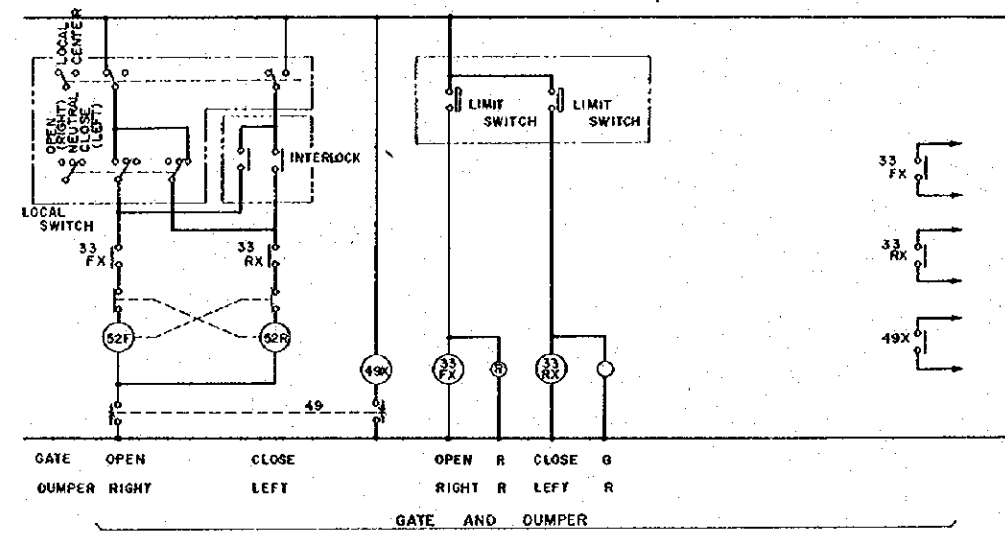 LOCAL
CENTER
OPEN
(RIGHT)
NEUTRAL
CLOSE
(LEFT)
LOCAL
SWITCH
INTERLOCK
LIMIT
SWITCH
LIMIT
SWITCH
33
FX
33
RX
33
FX
33
RX
49X
52F
52R
49X
33
FX
R
33
RX
49
GATE OPEN CLOSE OPEN R CLOSE G
DUMPER RIGHT LEFT RIGHT R LEFT R
GATE AND DUMPER